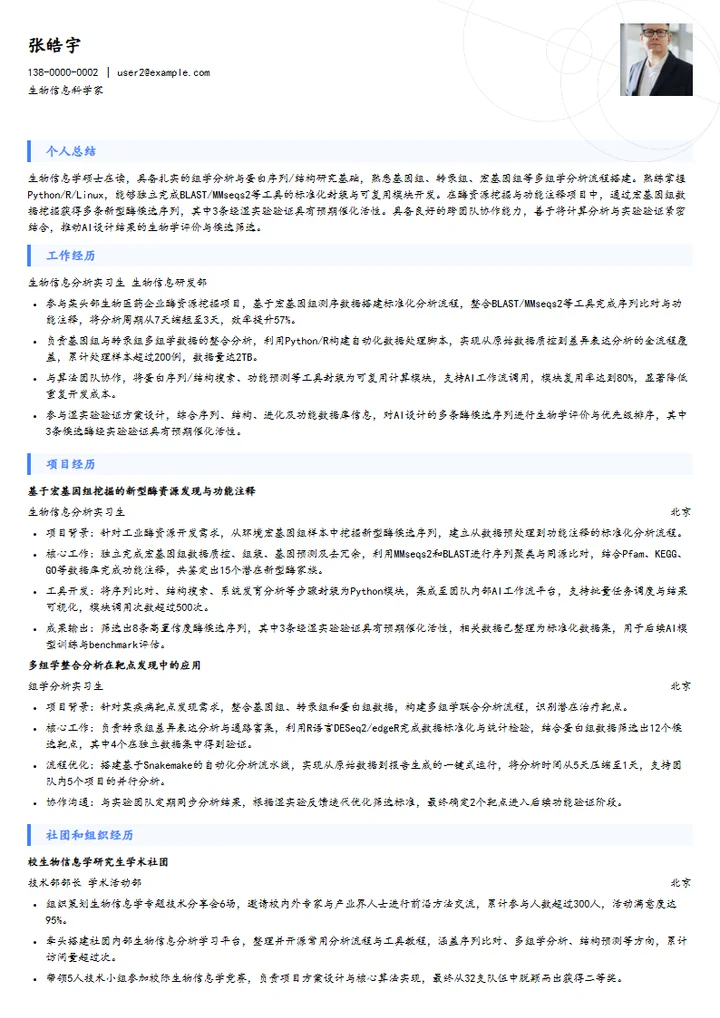 张皓宇
138-0000-0002 | user2@example.com
生物信息科学家
个人总结
生物信息学硕士在读，具备扎实的组学分析与蛋白序列/结构研究基础，熟悉基因组、转录组、宏基因组等多组学分析流程搭建。熟练掌握
Python/R/Linux，能够独立完成BLAST/MMseqs2等工具的标准化封装与可复用模块开发。在酶资源挖掘与功能注释项目中，通过宏基因组数
据挖掘获得多条新型酶候选序列，其中3条经湿实验验证具有预期催化活性。具备良好的跨团队协作能力，善于将计算分析与实验验证紧密
结合，推动AI设计结果的生物学评价与候选筛选。
工作经历
生物信息分析实习生 生物信息研发部
• 参与某头部生物医药企业酶资源挖掘项目，基于宏基因组测序数据搭建标准化分析流程，整合BLAST/MMseqs2等工具完成序列比对与功
能注释，将分析周期从7天缩短至3天，效率提升57%。
• 负责基因组与转录组多组学数据的整合分析，利用Python/R构建自动化数据处理脚本，实现从原始数据质控到差异表达分析的全流程覆
盖，累计处理样本超过200例，数据量达2TB。
• 与算法团队协作，将蛋白序列/结构搜索、功能预测等工具封装为可复用计算模块，支持AI工作流调用，模块复用率达到80%，显著降低
重复开发成本。
• 参与湿实验验证方案设计，综合序列、结构、进化及功能数据库信息，对AI设计的多条酶候选序列进行生物学评价与优先级排序，其中
3条候选酶经实验验证具有预期催化活性。
项目经历
基于宏基因组挖掘的新型酶资源发现与功能注释
生物信息分析实习生 北京
• 项目背景：针对工业酶资源开发需求，从环境宏基因组样本中挖掘新型酶候选序列，建立从数据预处理到功能注释的标准化分析流程。
• 核心工作：独立完成宏基因组数据质控、组装、基因预测及去冗余，利用MMseqs2和BLAST进行序列聚类与同源比对，结合Pfam、KEGG、
GO等数据库完成功能注释，共鉴定出15个潜在新型酶家族。
• 工具开发：将序列比对、结构搜索、系统发育分析等步骤封装为Python模块，集成至团队内部AI工作流平台，支持批量任务调度与结果
可视化，模块调用次数超过500次。
• 成果输出：筛选出8条高置信度酶候选序列，其中3条经湿实验验证具有预期催化活性，相关数据已整理为标准化数据集，用于后续AI模
型训练与benchmark评估。
多组学整合分析在靶点发现中的应用
组学分析实习生 北京
• 项目背景：针对某疾病靶点发现需求，整合基因组、转录组和蛋白组数据，构建多组学联合分析流程，识别潜在治疗靶点。
• 核心工作：负责转录组差异表达分析与通路富集，利用R语言DESeq2/edgeR完成数据标准化与统计检验，结合蛋白组数据筛选出12个候
选靶点，其中4个在独立数据集中得到验证。
• 流程优化：搭建基于Snakemake的自动化分析流水线，实现从原始数据到报告生成的一键式运行，将分析时间从5天压缩至1天，支持团
队内5个项目的并行分析。
• 协作沟通：与实验团队定期同步分析结果，根据湿实验反馈迭代优化筛选标准，最终确定2个靶点进入后续功能验证阶段。
社团和组织经历
校生物信息学研究生学术社团
技术部部长 学术活动部 北京
• 组织策划生物信息学专题技术分享会6场，邀请校内外专家与产业界人士进行前沿方法交流，累计参与人数超过300人，活动满意度达
95%。
• 牵头搭建社团内部生物信息分析学习平台，整理并开源常用分析流程与工具教程，涵盖序列比对、多组学分析、结构预测等方向，累计
访问量超过次。
• 带领5人技术小组参加校际生物信息学竞赛，负责项目方案设计与核心算法实现，最终从32支队伍中脱颖而出获得二等奖。